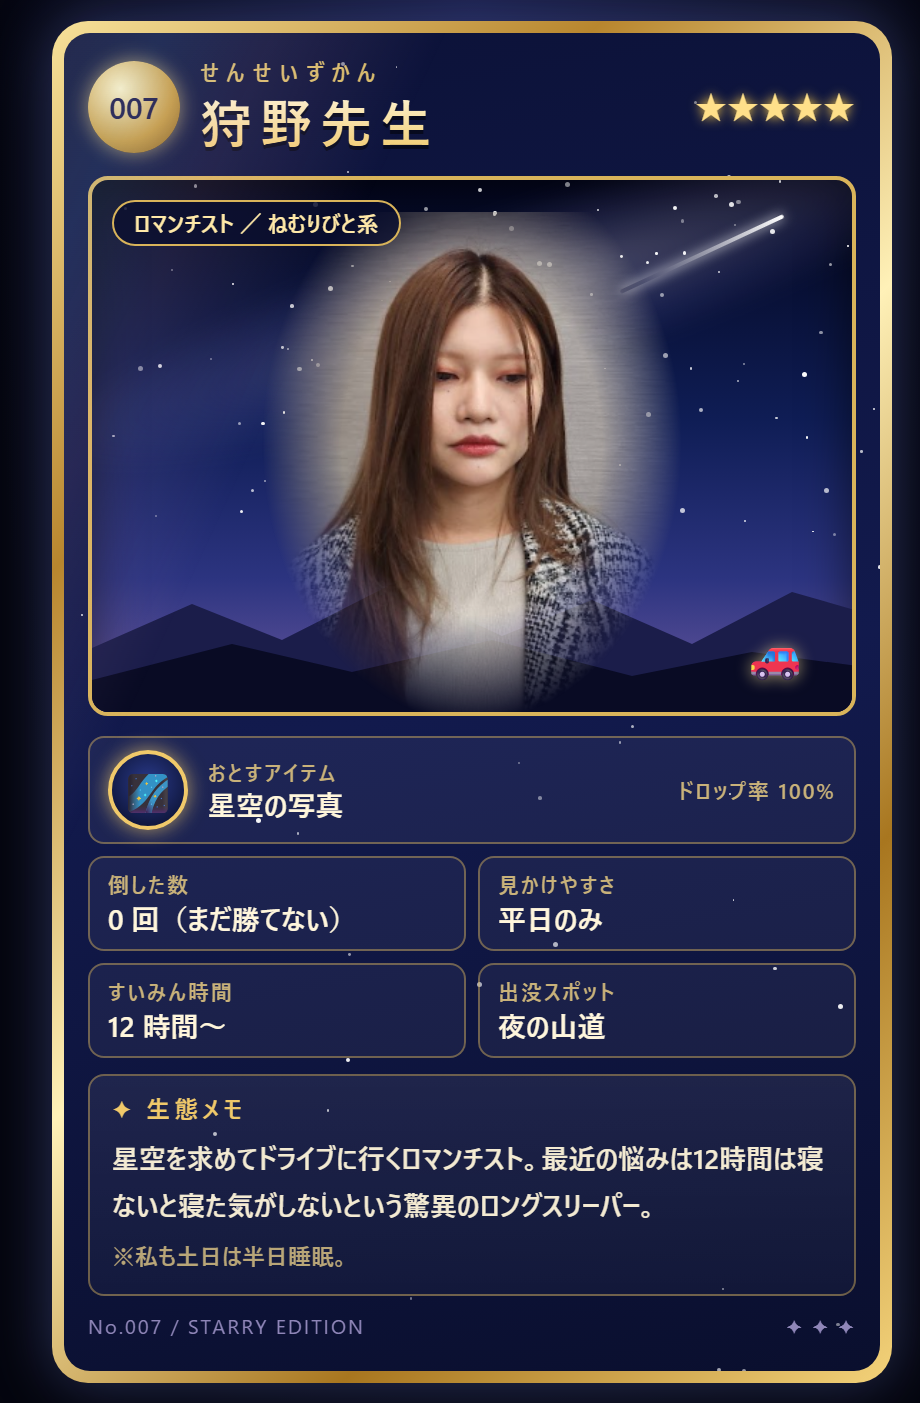 007
せんせいずかん
狩野先生
★★★★★
ロマンチスト ／ ねむりびと系
おとすアイテム
星空の写真
ドロップ率 100%
倒した数
0 回（まだ勝てない）
見かけやすさ
平日のみ
すいみん時間
12 時間〜
出没スポット
夜の山道
✦ 生態メモ
星空を求めてドライブに行くロマンチスト。最近の悩みは12時間は寝
ないと寝た気がしないという驚異のロングスリーパー。
※私も土日は半日睡眠。
No.007 / STARRY EDITION
✦ ✦ ✦